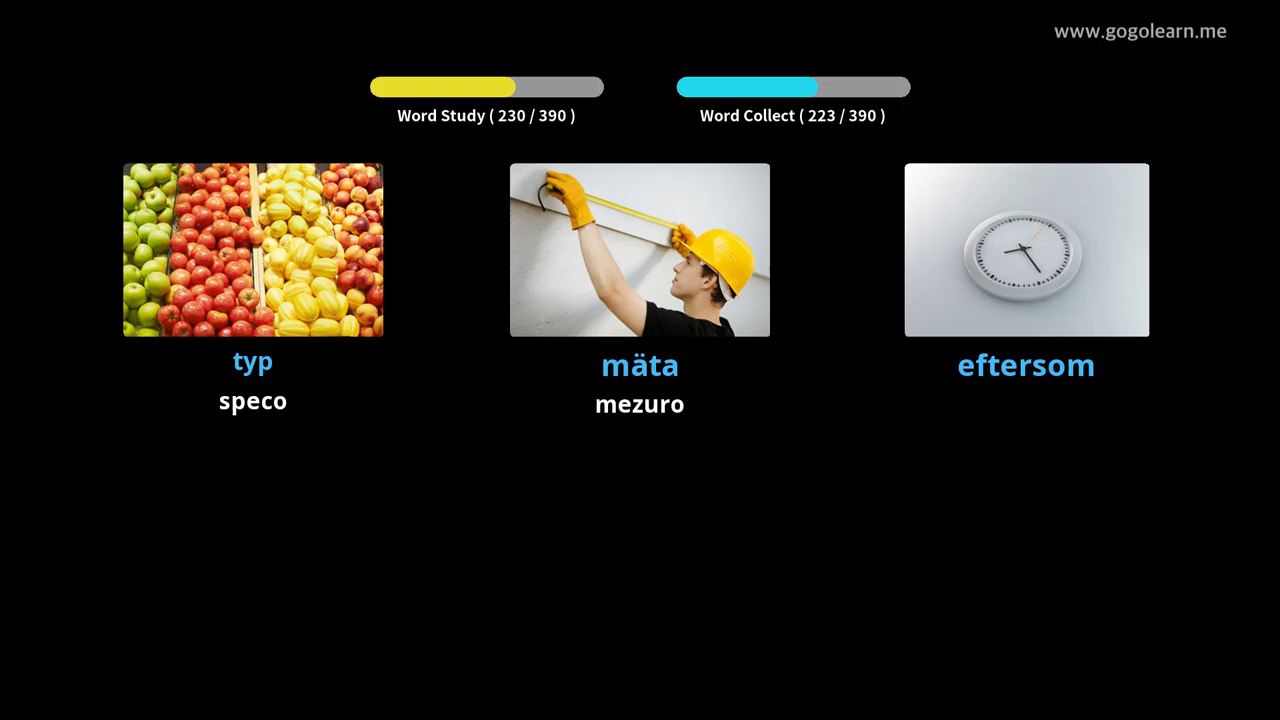 www.gogolearn.me
Word Study ( 230 / 390 )
Word Collect ( 223 / 390 )
typ
speco
mäta
mezuro
eftersom